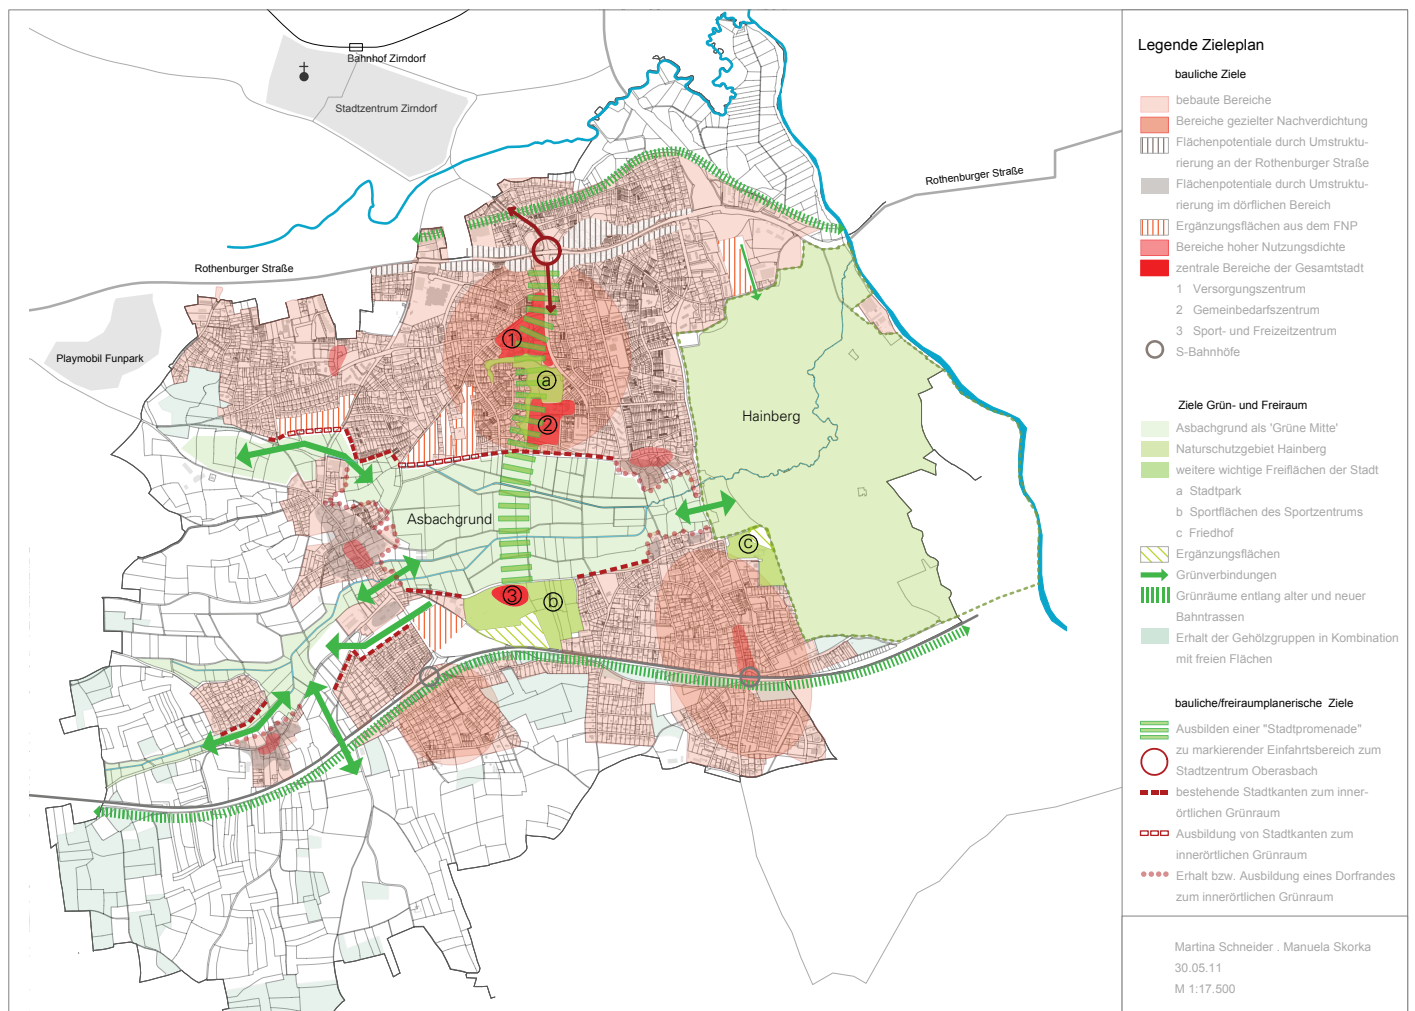 Bahnhof Zirndorf
Stadtzentrum Zirndorf
Rothenburger Straße
Rothenburger Straße
Playmobil Funpark
Hainberg
Asbachgrund
1
a
2
3
b
c
Legende Zieleplan
bauliche Ziele
bebaute Bereiche
Bereiche gezielter Nachverdichtung
Flächenpotentiale durch Umstruktu-
rierung an der Rothenburger Straße
Flächenpotentiale durch Umstruktu-
rierung im dörflichen Bereich
Ergänzungsflächen aus dem FNP
Bereiche hoher Nutzungsdichte
zentrale Bereiche der Gesamtstadt
1 Versorgungszentrum
2 Gemeinbedarfszentrum
3 Sport- und Freizeitzentrum
S-Bahnhöfe
Ziele Grün- und Freiraum
Asbachgrund als 'Grüne Mitte'
Naturschutzgebiet Hainberg
weitere wichtige Freiflächen der Stadt
a Stadtpark
b Sportflächen des Sportzentrums
c Friedhof
Ergänzungsflächen
Grünverbindungen
Grünräume entlang alter und neuer
Bahntrassen
Erhalt der Gehölzgruppen in Kombination
mit freien Flächen
bauliche/freiraumplanerische Ziele
Ausbilden einer "Stadtpromenade"
zu markierender Einfahrtsbereich zum
Stadtzentrum Oberasbach
bestehende Stadtkanten zum inner-
örtlichen Grünraum
Ausbildung von Stadtkanten zum
innerörtlichen Grünraum
Erhalt bzw. Ausbildung eines Dorfrandes
zum innerörtlichen Grünraum
Martina Schneider . Manuela Skorka
30.05.11
M 1:17.500